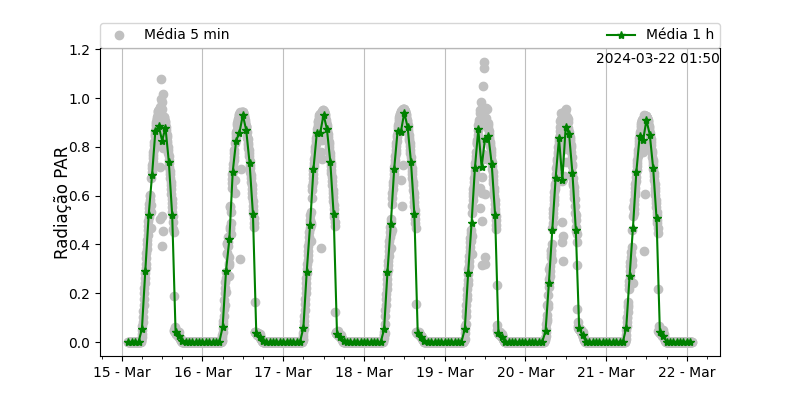 Média 5 min
Média 1 h
2024-03-22 01:50
Radiação PAR
1.2
1.0
0.8
0.6
0.4
0.2
0.0
15 - Mar
16 - Mar
17 - Mar
18 - Mar
19 - Mar
20 - Mar
21 - Mar
22 - Mar